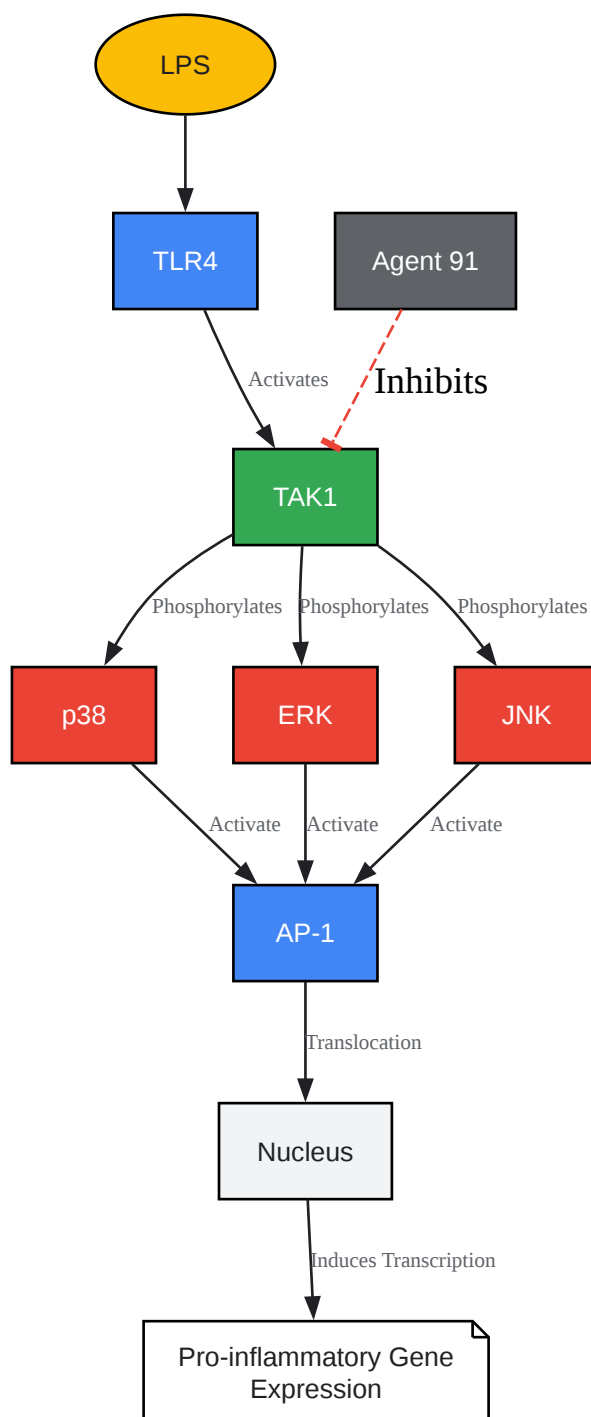 LPS
TLR4
Agent 91
Activates
Inhibits
TAK1
Phosphorylates
Phosphorylates
Phosphorylates
p38
ERK
JNK
Activate
Activate
Activate
AP-1
Translocation
Nucleus
Induces Transcription
Pro-inflammatory Gene
Expression